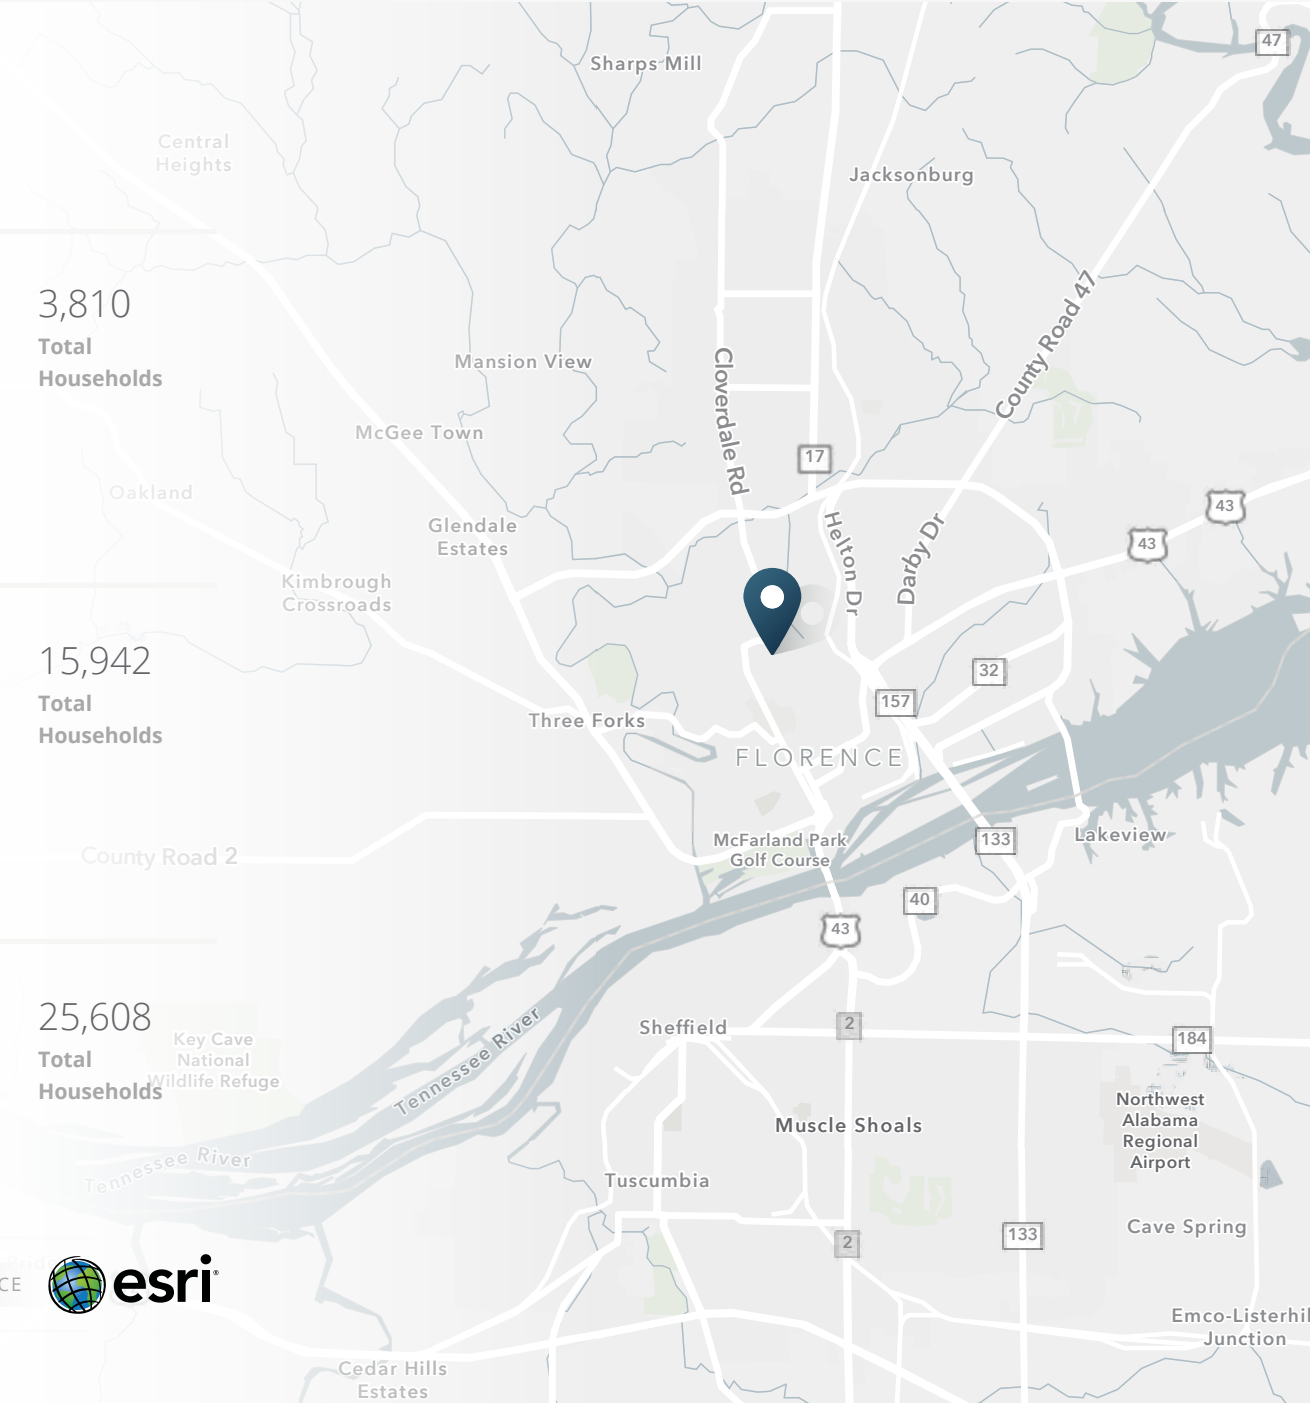 47
Sharps Mill
Central
Heights
Jacksonburg
County Road 47
3,810
Total
Households
Mansion View
Cloverdale Rd
McGee Town
17
Oakland
43
Glendale
Estates
Helton Dr
Darby Dr
43
Kimbrough
Crossroads
15,942
Total
Households
32
157
Three Forks
FLORENCE
McFarland Park
Golf Course
133
Lakeview
County Road 2
40
43
25,608
Total
Households
Key Cave
National
Wildlife Refuge
Tennessee River
Sheffield
2
184
Northwest
Alabama
Regional
Airport
Muscle Shoals
Tennessee River
Tuscumbia
Cave Spring
2
133
CE
esri®
Emco-Listerhil
Junction
Cedar Hills
Estates